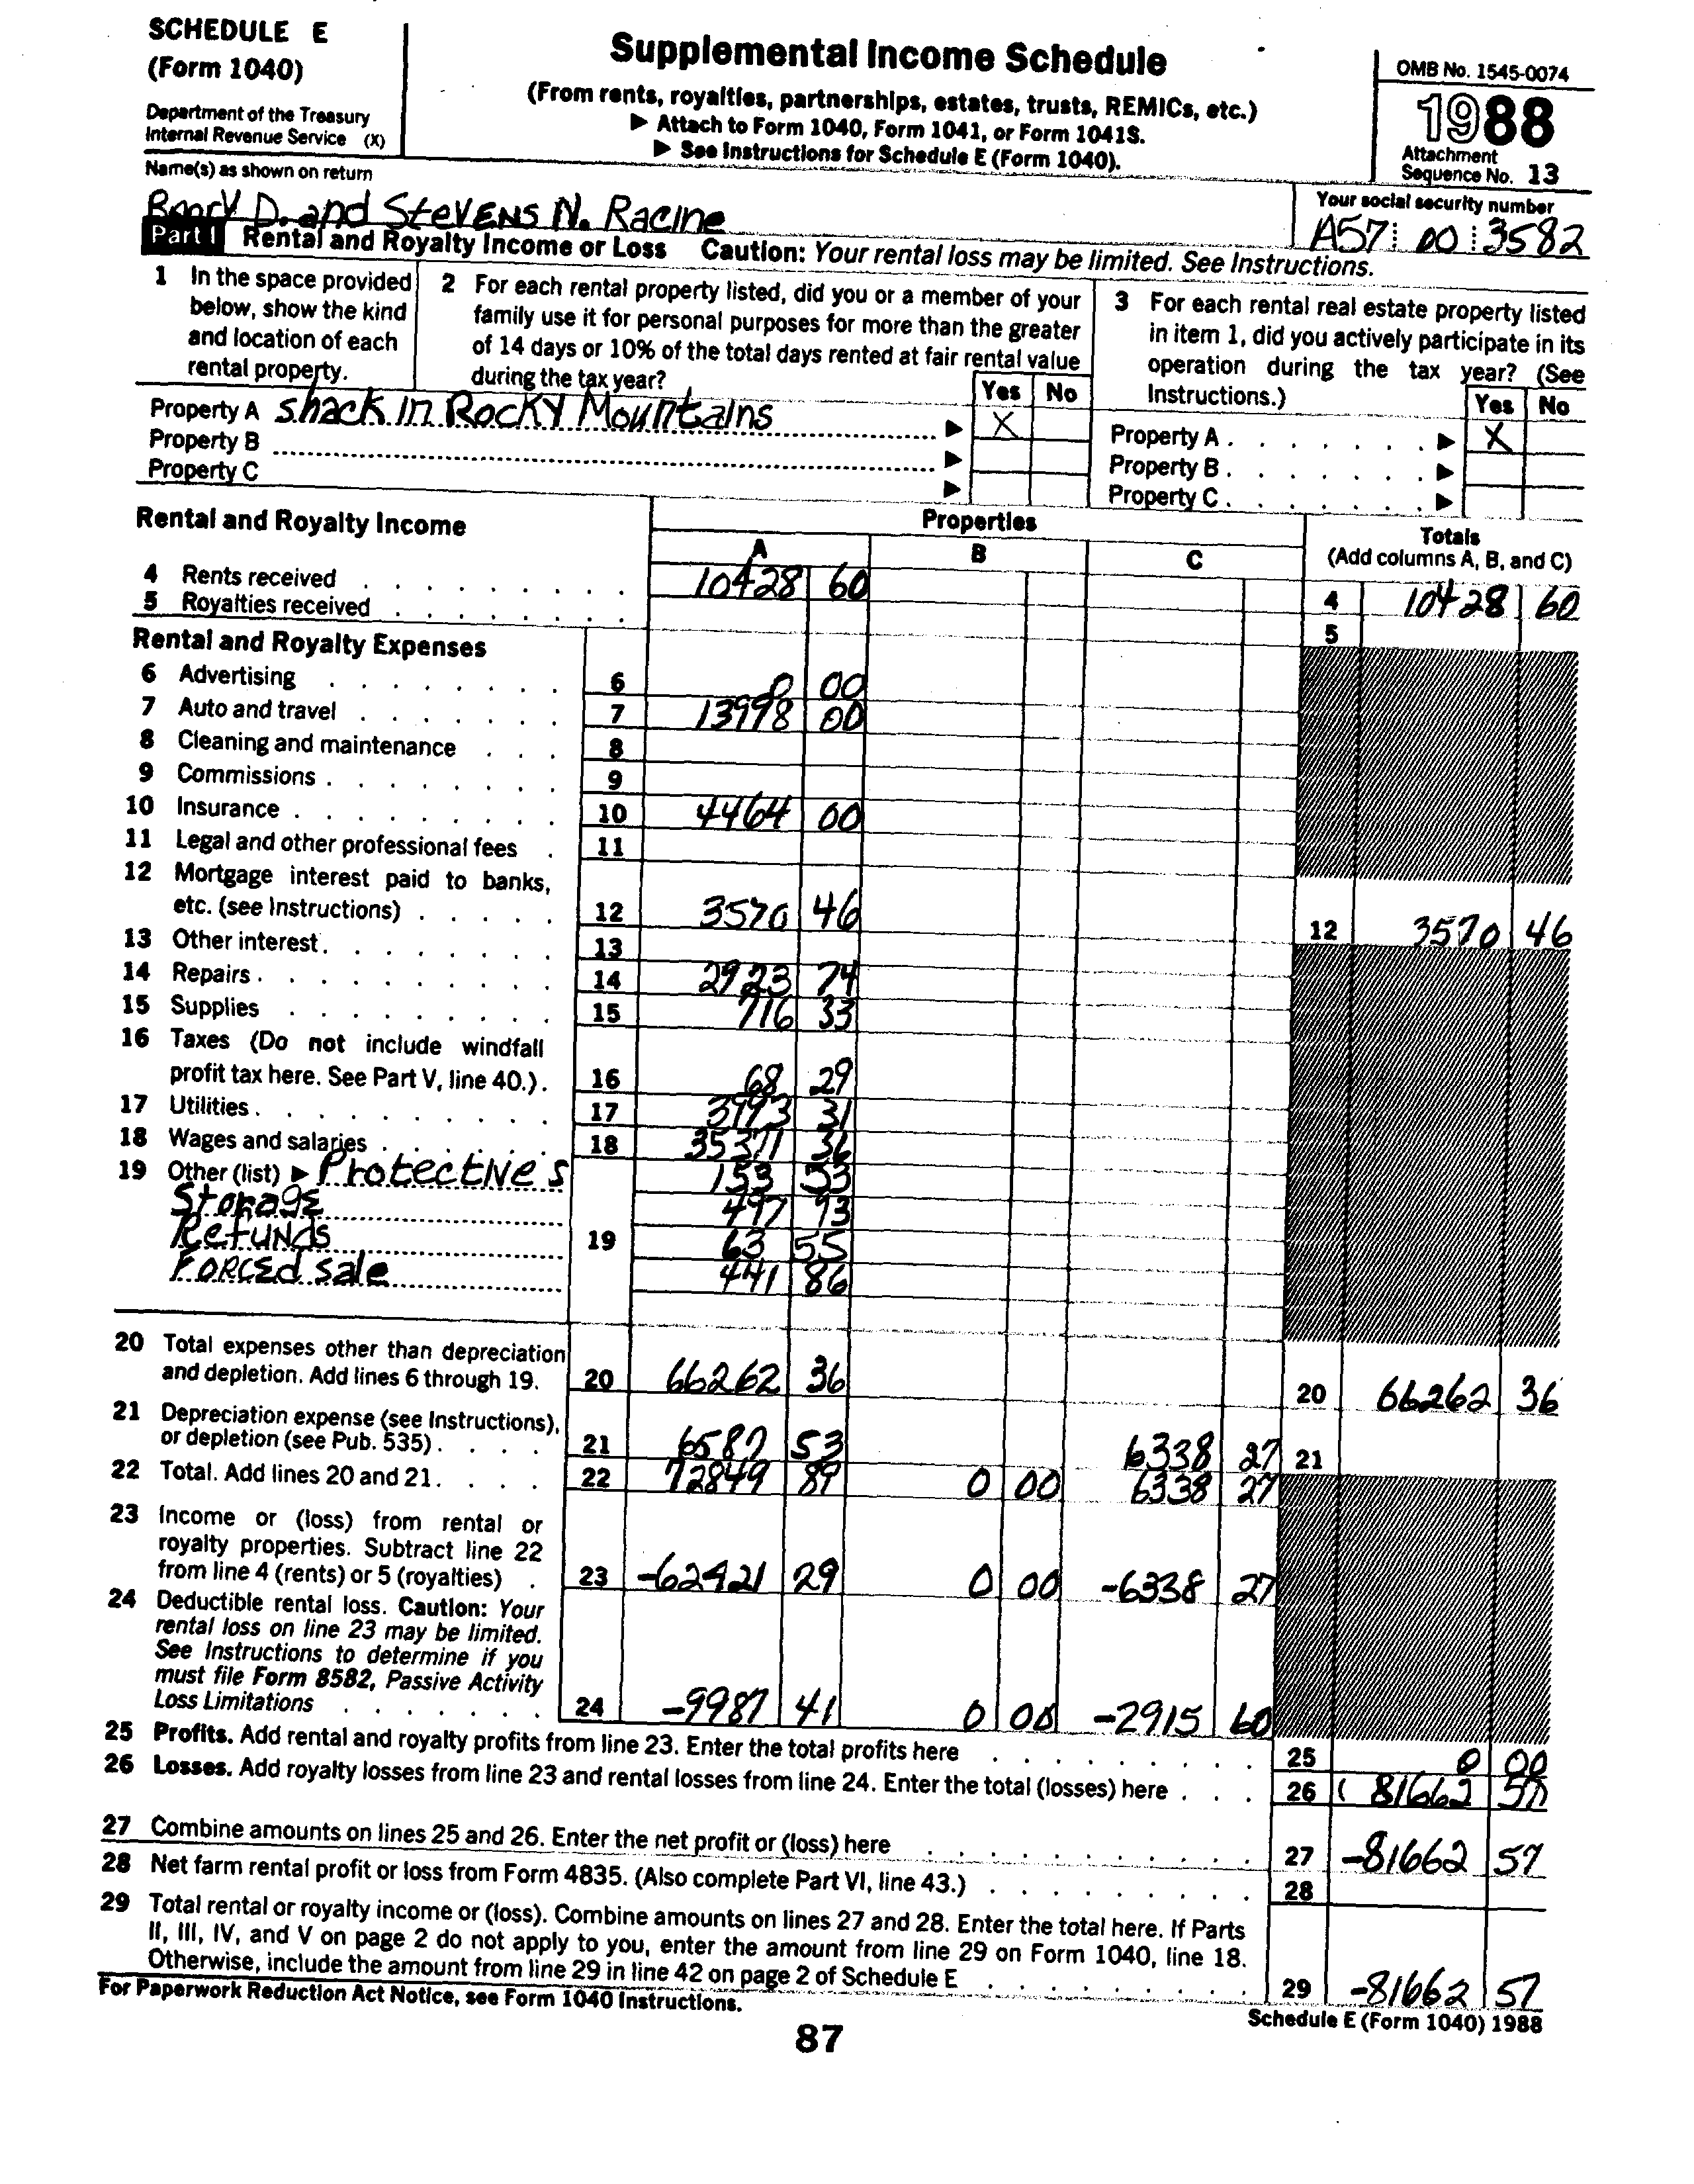 SCHEDULE E
(Form 1040)
Department of the Treasury
Internal Revenue Service (X)
Supplemental Income Schedule
(From rents, royalties, partnerships, estates, trusts, REMICs, etc.)
▶ Attach to Form 1040, Form 1041, or Form 1041S.
▶ See Instructions for Schedule E (Form 1040).
OMB No. 1545-0074
1988
Attachment
Sequence No. 13
Name(s) as shown on return
D. and StevENS N. Racine
Your social security number
A57 00 3582
Part I Rental and Royalty Income or Loss Caution: Your rental loss may be limited. See Instructions.
1 In the space provided
below, show the kind
and location of each
rental property.
2 For each rental property listed, did you or a member of your
family use it for personal purposes for more than the greater
of 14 days or 10% of the total days rented at fair rental value
during the tax year?
Yes No
3 For each rental real estate property listed
in item 1, did you actively participate in its
operation during the tax year? (See
Instructions.)
Yes No
Property A shack in Rocky Mountains ▶ X
Property B ▶
Property C ▶
Property A ▶ X
Property B ▶
Property C ▶
Rental and Royalty Income
Properties
A B C
Totals
(Add columns A, B, and C)
4 Rents received 10428 60 4 10428 60
5 Royalties received 5
Rental and Royalty Expenses
6 Advertising 6 0 00
7 Auto and travel 7 13998 00
8 Cleaning and maintenance 8
9 Commissions 9
10 Insurance 10 4464 00
11 Legal and other professional fees 11
12 Mortgage interest paid to banks,
etc. (see Instructions) 12 3570 46 12 3570 46
13 Other interest 13
14 Repairs 14 2923 74
15 Supplies 15 716 33
16 Taxes (Do not include windfall
profit tax here. See Part V, line 40.) 16 68 29
17 Utilities 17 3993 31
18 Wages and salaries 18 35371 36
19 Other (list) ▶ Protective s 153 53
Storage 497 93
Refunds 19 63 55
FORCEd sale 441 86
20 Total expenses other than depreciation
and depletion. Add lines 6 through 19. 20 66262 36 20 66262 36
21 Depreciation expense (see Instructions),
or depletion (see Pub. 535) 21 6587 53 6338 27 21
22 Total. Add lines 20 and 21 22 72849 89 0 00 6338 27
23 Income or (loss) from rental or
royalty properties. Subtract line 22
from line 4 (rents) or 5 (royalties) 23 -62421 29 0 00 -6338 27
24 Deductible rental loss. Caution: Your
rental loss on line 23 may be limited.
See Instructions to determine if you
must file Form 8582, Passive Activity
Loss Limitations 24 -9987 41 0 00 -2915 60
25 Profits. Add rental and royalty profits from line 23. Enter the total profits here 25 0 00
26 Losses. Add royalty losses from line 23 and rental losses from line 24. Enter the total (losses) here 26 ( 81662 57
27 Combine amounts on lines 25 and 26. Enter the net profit or (loss) here 27 -81662 57
28 Net farm rental profit or loss from Form 4835. (Also complete Part VI, line 43.) 28
29 Total rental or royalty income or (loss). Combine amounts on lines 27 and 28. Enter the total here. If Parts
II, III, IV, and V on page 2 do not apply to you, enter the amount from line 29 on Form 1040, line 18.
Otherwise, include the amount from line 29 in line 42 on page 2 of Schedule E 29 -81662 57
For Paperwork Reduction Act Notice, see Form 1040 Instructions.
Schedule E (Form 1040) 1988
87